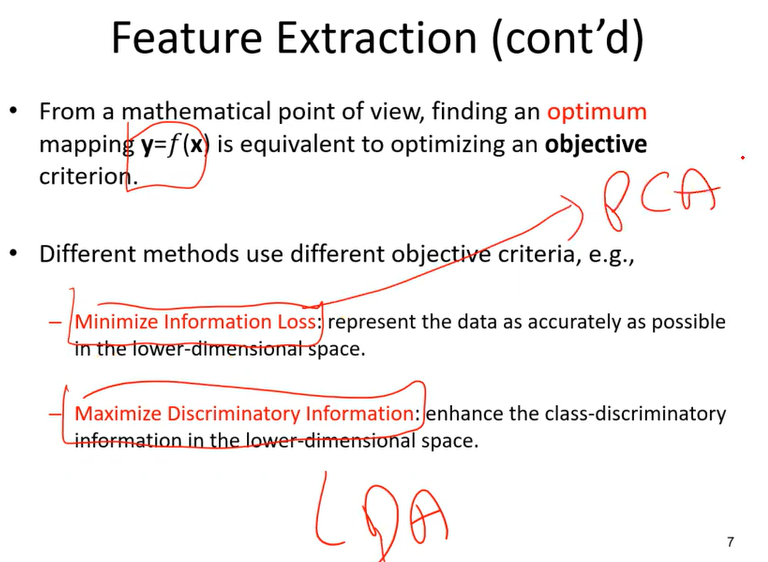 Feature Extraction (cont’d)
• From a mathematical point of view, finding an optimum
mapping y=f(x) is equivalent to optimizing an objective
criterion.
PCA
• Different methods use different objective criteria, e.g.,
– Minimize Information Loss: represent the data as accurately as possible
in the lower-dimensional space.
– Maximize Discriminatory Information: enhance the class-discriminatory
information in the lower-dimensional space.
LDA
7